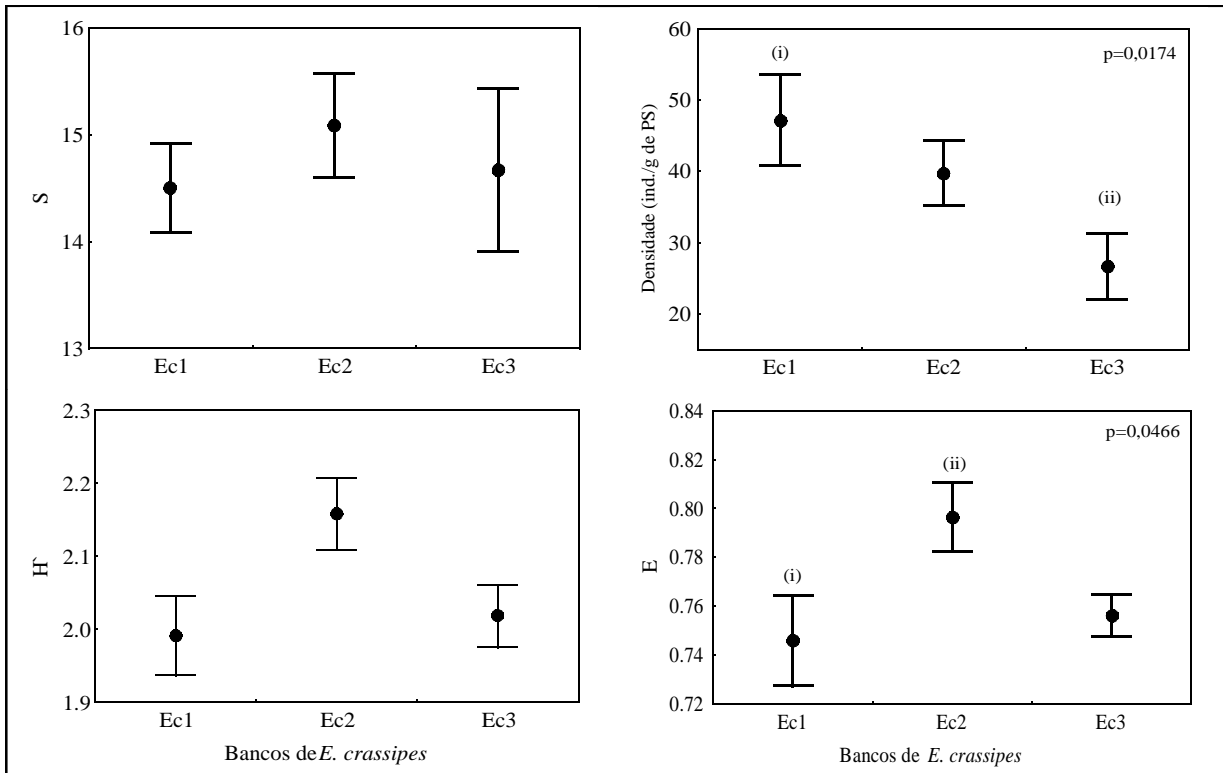 16
15
14
13
S
Ec1 Ec2 Ec3
60
50
40
30
20
Densidade (ind./g de PS)
(i)
(ii)
p=0,0174
Ec1 Ec2 Ec3
2.3
2.2
2.1
2.0
1.9
H`
Ec1 Ec2 Ec3
Bancos de E. crassipes
0.84
0.82
0.80
0.78
0.76
0.74
0.72
E
(i)
(ii)
p=0,0466
Ec1 Ec2 Ec3
Bancos de E. crassipes